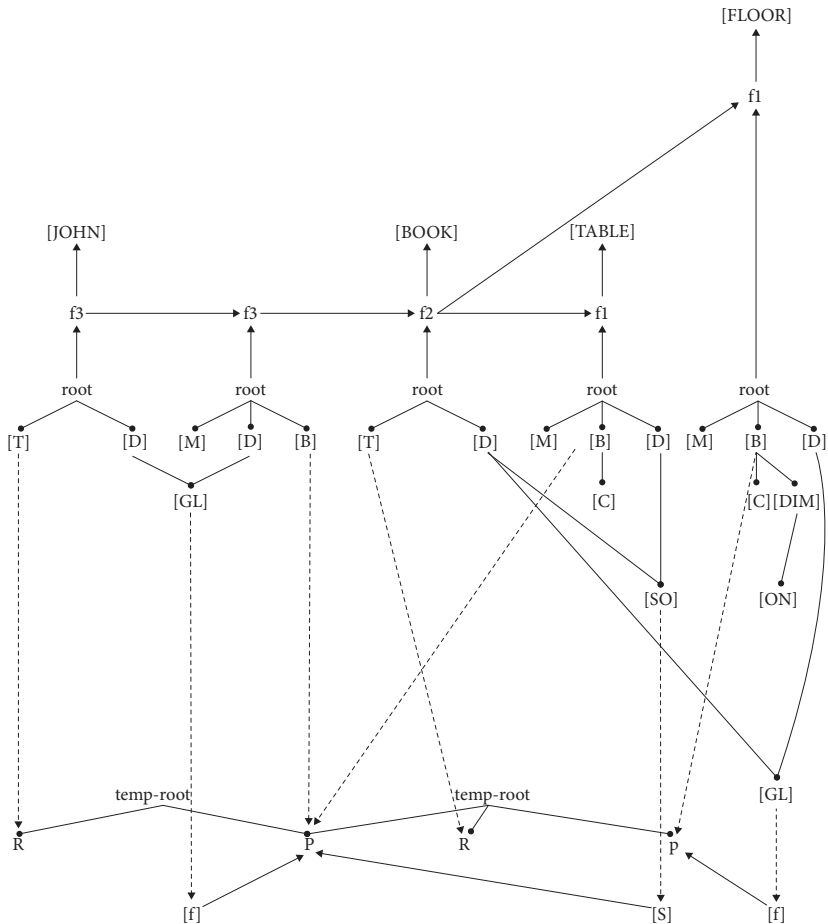 [FLOOR]
f1
[JOHN] [BOOK] [TABLE]
f3 f3 f2 f1
root root root root root
[T] [D] [M] [D] [B] [T] [D] [M] [B] [D] [M] [B] [D]
[GL] [C] [C] [DIM]
[SO] [ON]
temp-root temp-root [GL]
R P R p
[f] [S] [f]